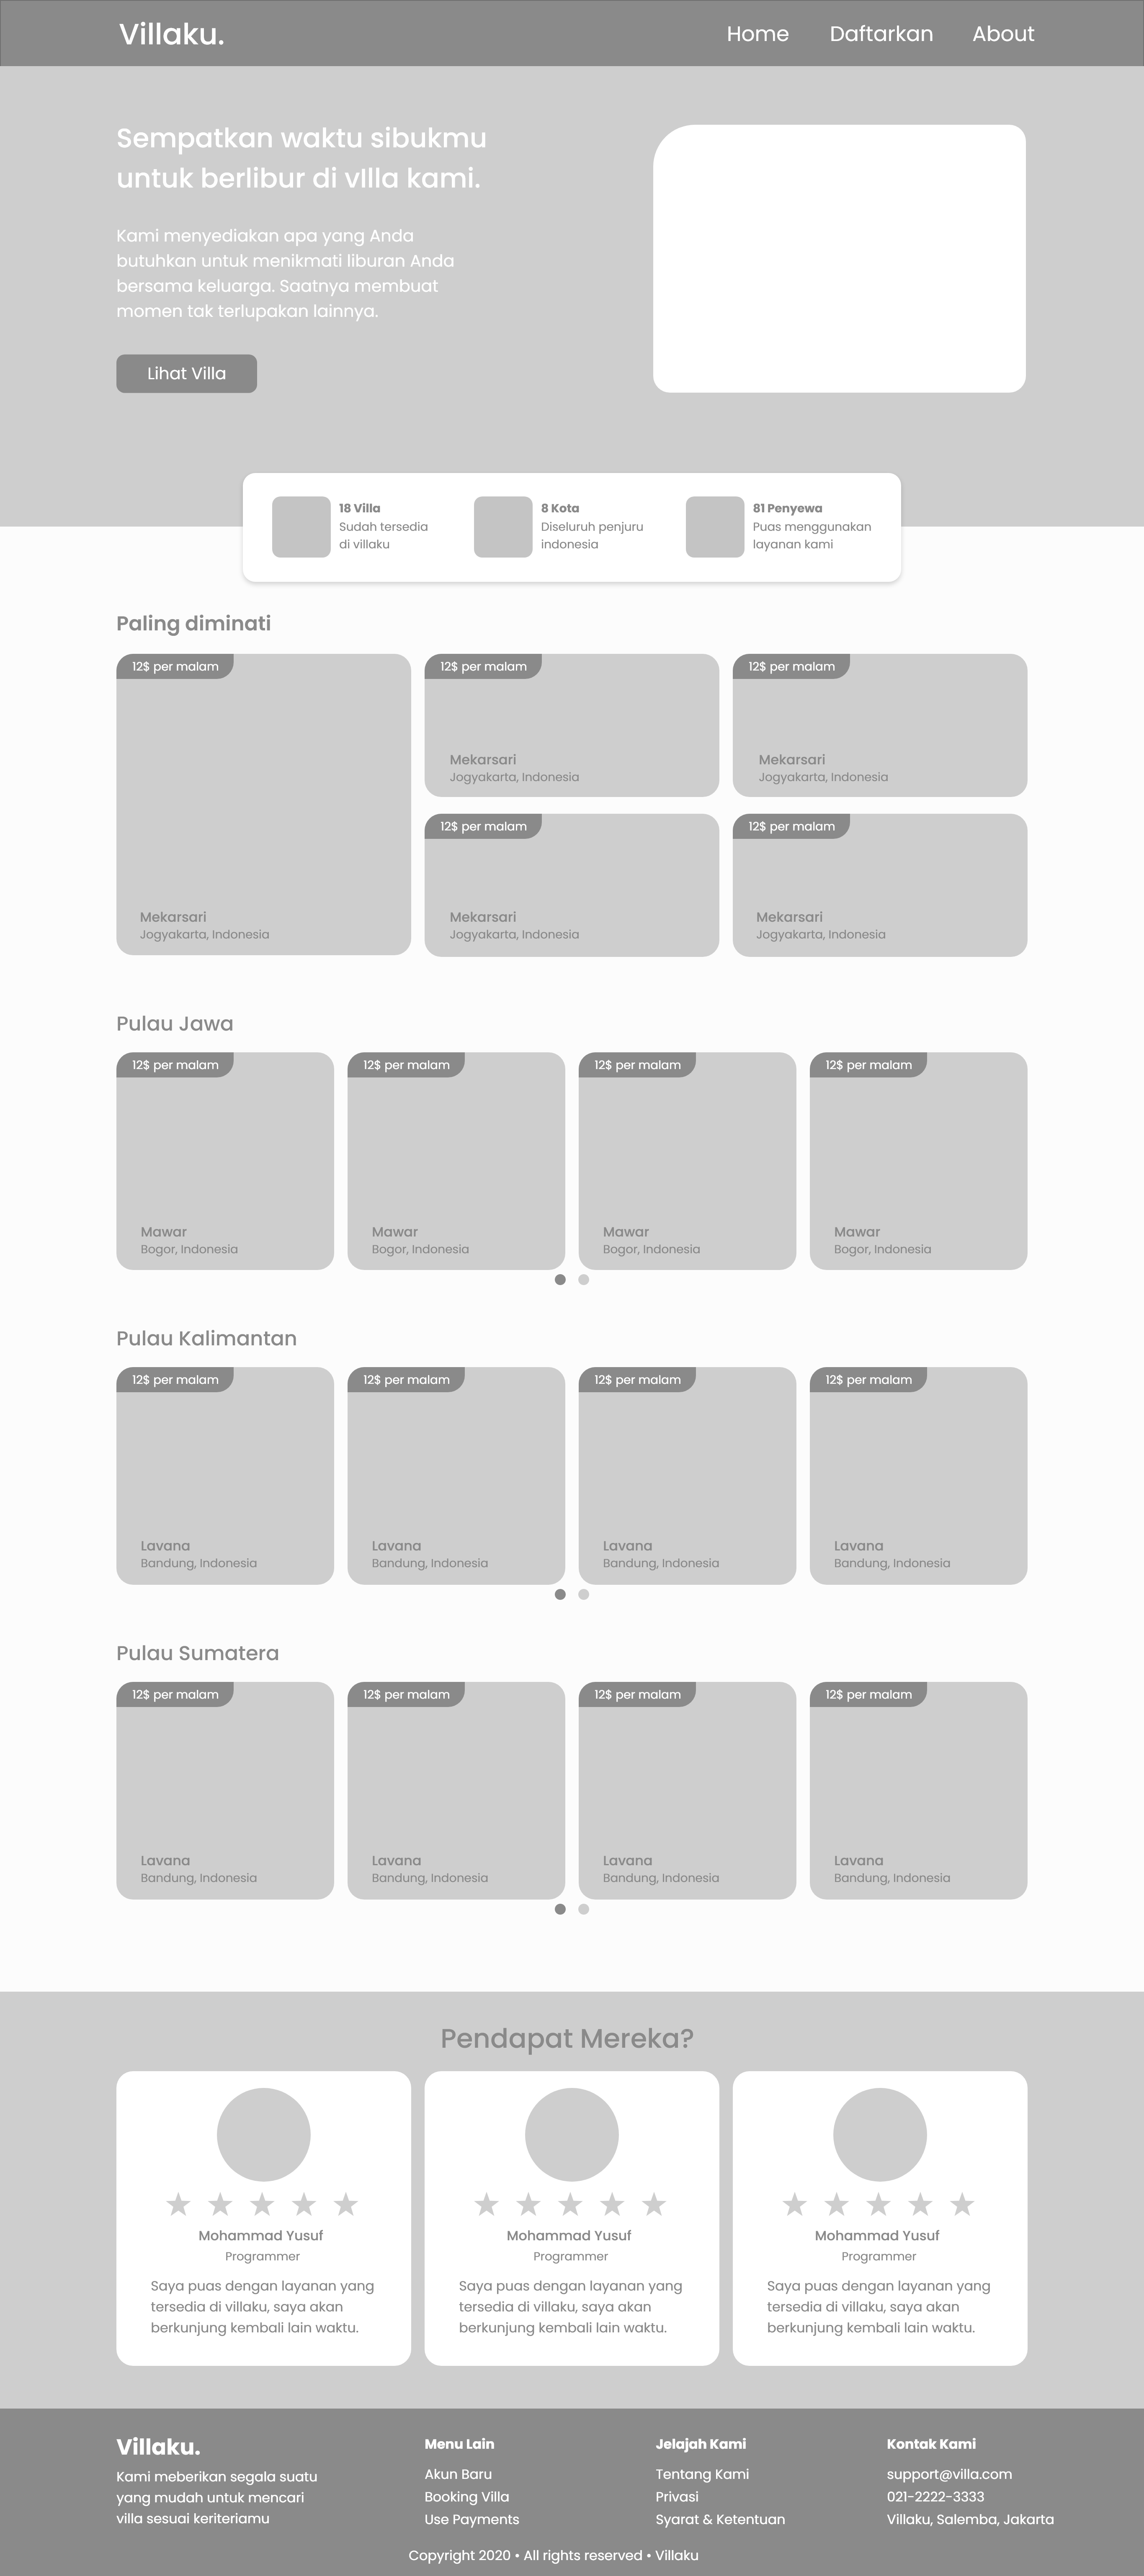 Villaku.
Home
Daftarkan
About
Sempatkan waktu sibukmu
untuk berlibur di vIlla kami.
Kami menyediakan apa yang Anda
butuhkan untuk menikmati liburan Anda
bersama keluarga. Saatnya membuat
momen tak terlupakan lainnya.
Lihat Villa
18 Villa
Sudah tersedia
di villaku
8 Kota
Diseluruh penjuru
indonesia
81 Penyewa
Puas menggunakan
layanan kami
Paling diminati
12$ per malam
Mekarsari
Jogyakarta, Indonesia
12$ per malam
Mekarsari
Jogyakarta, Indonesia
12$ per malam
Mekarsari
Jogyakarta, Indonesia
12$ per malam
Mekarsari
Jogyakarta, Indonesia
12$ per malam
Mekarsari
Jogyakarta, Indonesia
Pulau Jawa
12$ per malam
Mawar
Bogor, Indonesia
12$ per malam
Mawar
Bogor, Indonesia
12$ per malam
Mawar
Bogor, Indonesia
12$ per malam
Mawar
Bogor, Indonesia
Pulau Kalimantan
12$ per malam
Lavana
Bandung, Indonesia
12$ per malam
Lavana
Bandung, Indonesia
12$ per malam
Lavana
Bandung, Indonesia
12$ per malam
Lavana
Bandung, Indonesia
Pulau Sumatera
12$ per malam
Lavana
Bandung, Indonesia
12$ per malam
Lavana
Bandung, Indonesia
12$ per malam
Lavana
Bandung, Indonesia
12$ per malam
Lavana
Bandung, Indonesia
Pendapat Mereka?
Mohammad Yusuf
Programmer
Saya puas dengan layanan yang
tersedia di villaku, saya akan
berkunjung kembali lain waktu.
Mohammad Yusuf
Programmer
Saya puas dengan layanan yang
tersedia di villaku, saya akan
berkunjung kembali lain waktu.
Mohammad Yusuf
Programmer
Saya puas dengan layanan yang
tersedia di villaku, saya akan
berkunjung kembali lain waktu.
Villaku.
Kami meberikan segala suatu
yang mudah untuk mencari
villa sesuai keriteriamu
Menu Lain
Akun Baru
Booking Villa
Use Payments
Jelajah Kami
Tentang Kami
Privasi
Syarat & Ketentuan
Kontak Kami
support@villa.com
021-2222-3333
Villaku, Salemba, Jakarta
Copyright 2020 • All rights reserved • Villaku